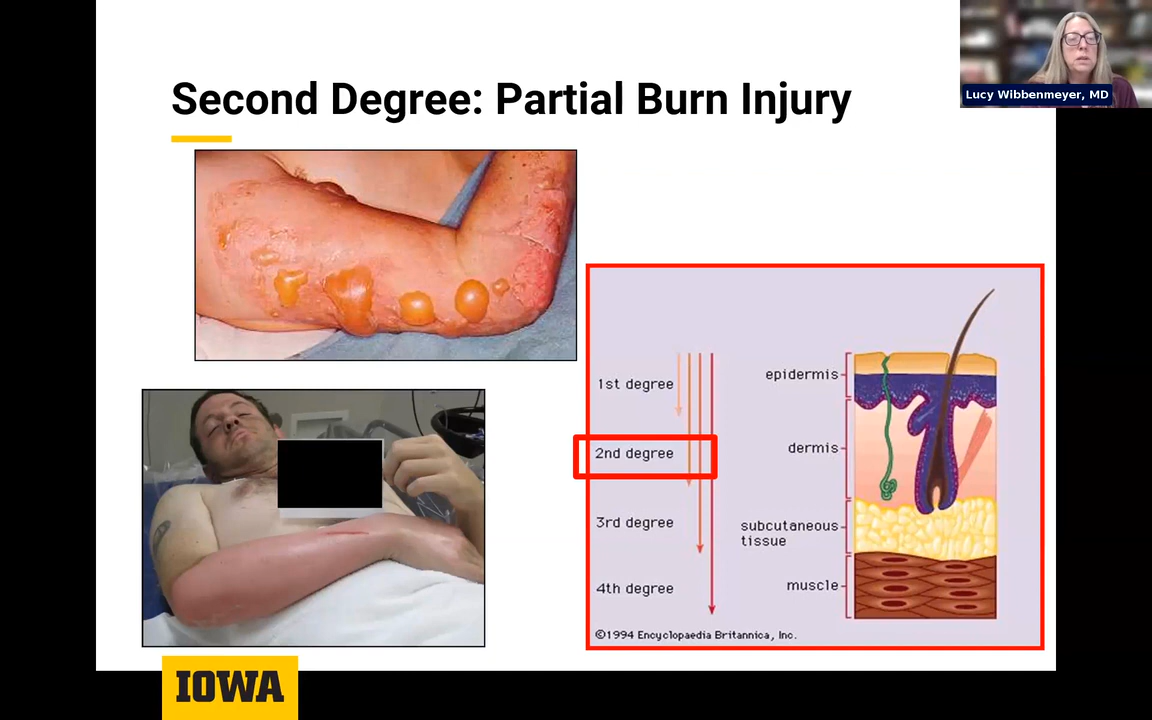 Second Degree: Partial Burn Injury
Lucy Wibbenmeyer, MD
1st degree
2nd degree
3rd degree
4th degree
epidermis
dermis
subcutaneous
tissue
muscle
©1994 Encyclopaedia Britannica, Inc.
IOWA